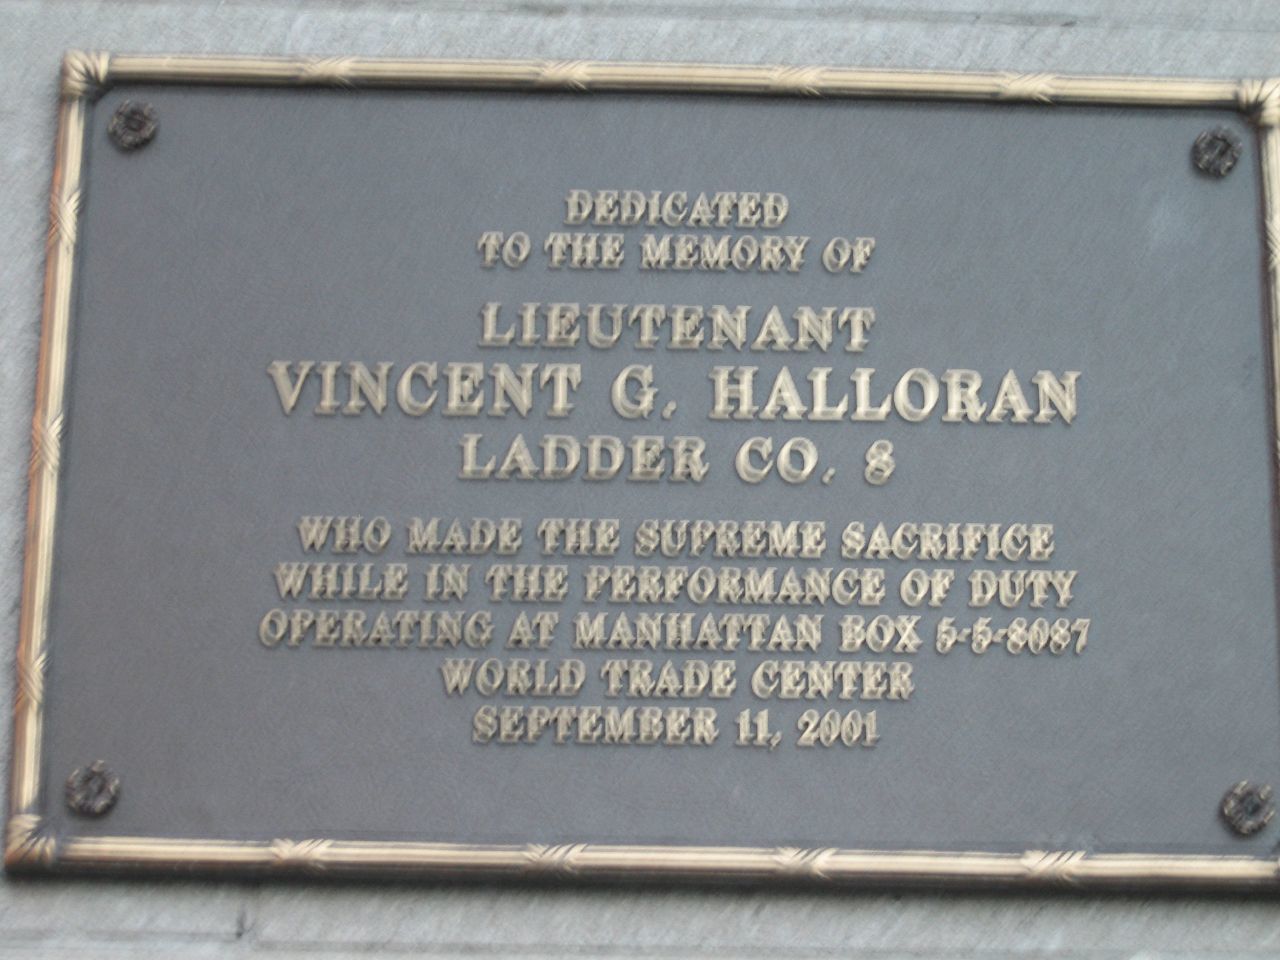 DEDICATED
TO THE MEMORY OF
LIEUTENANT
VINCENT G. HALLORAN
LADDER CO. 8
WHO MADE THE SUPREME SACRIFICE
WHILE IN THE PERFORMANCE OF DUTY
OPERATING AT MANHATTAN BOX 5-5-8087
WORLD TRADE CENTER
SEPTEMBER 11, 2001